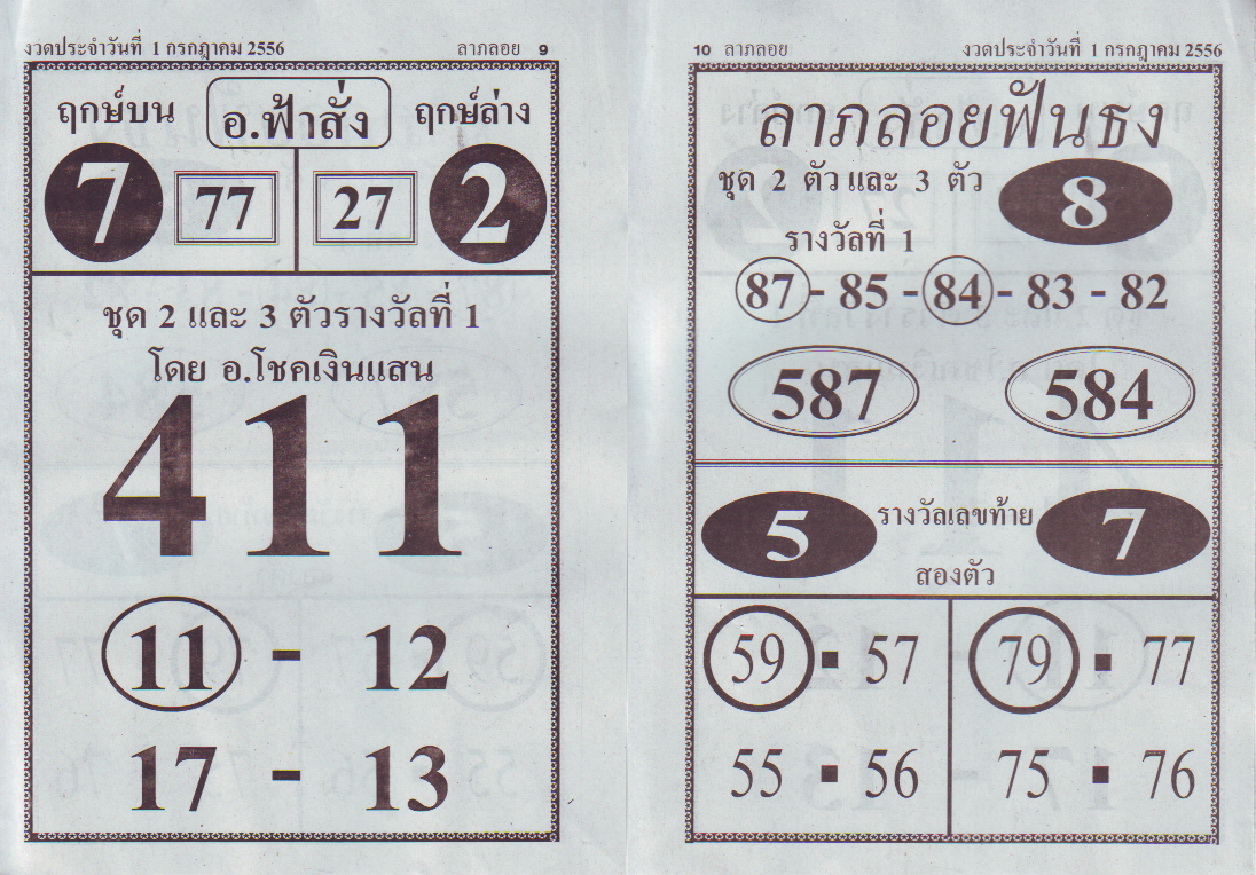 งวดประจำวันที่ 1 กรกฎาคม 2556 ลาภลอย 9
ฤกษ์บน อ.ฟ้าสั่ง ฤกษ์ล่าง
7 77 27 2
ชุด 2 และ 3 ตัวรางวัลที่ 1
โดย อ.โชคเงินแสน
411
11 - 12
17 - 13
10 ลาภลอย งวดประจำวันที่ 1 กรกฎาคม 2556
ลาภลอยฟันธง
ชุด 2 ตัว และ 3 ตัว 8
รางวัลที่ 1
87 - 85 - 84 - 83 - 82
587 584
5 รางวัลเลขท้าย 7
สองตัว
59 ▪ 57 79 ▪ 77
55 ▪ 56 75 ▪ 76